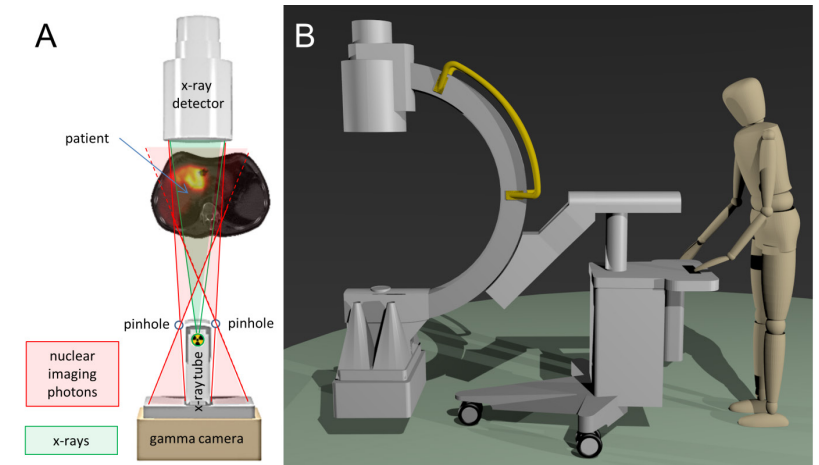 A
B
x-ray
detector
patient
pinhole
pinhole
nuclear
imaging
photons
x-ray tube
x-rays
gamma camera